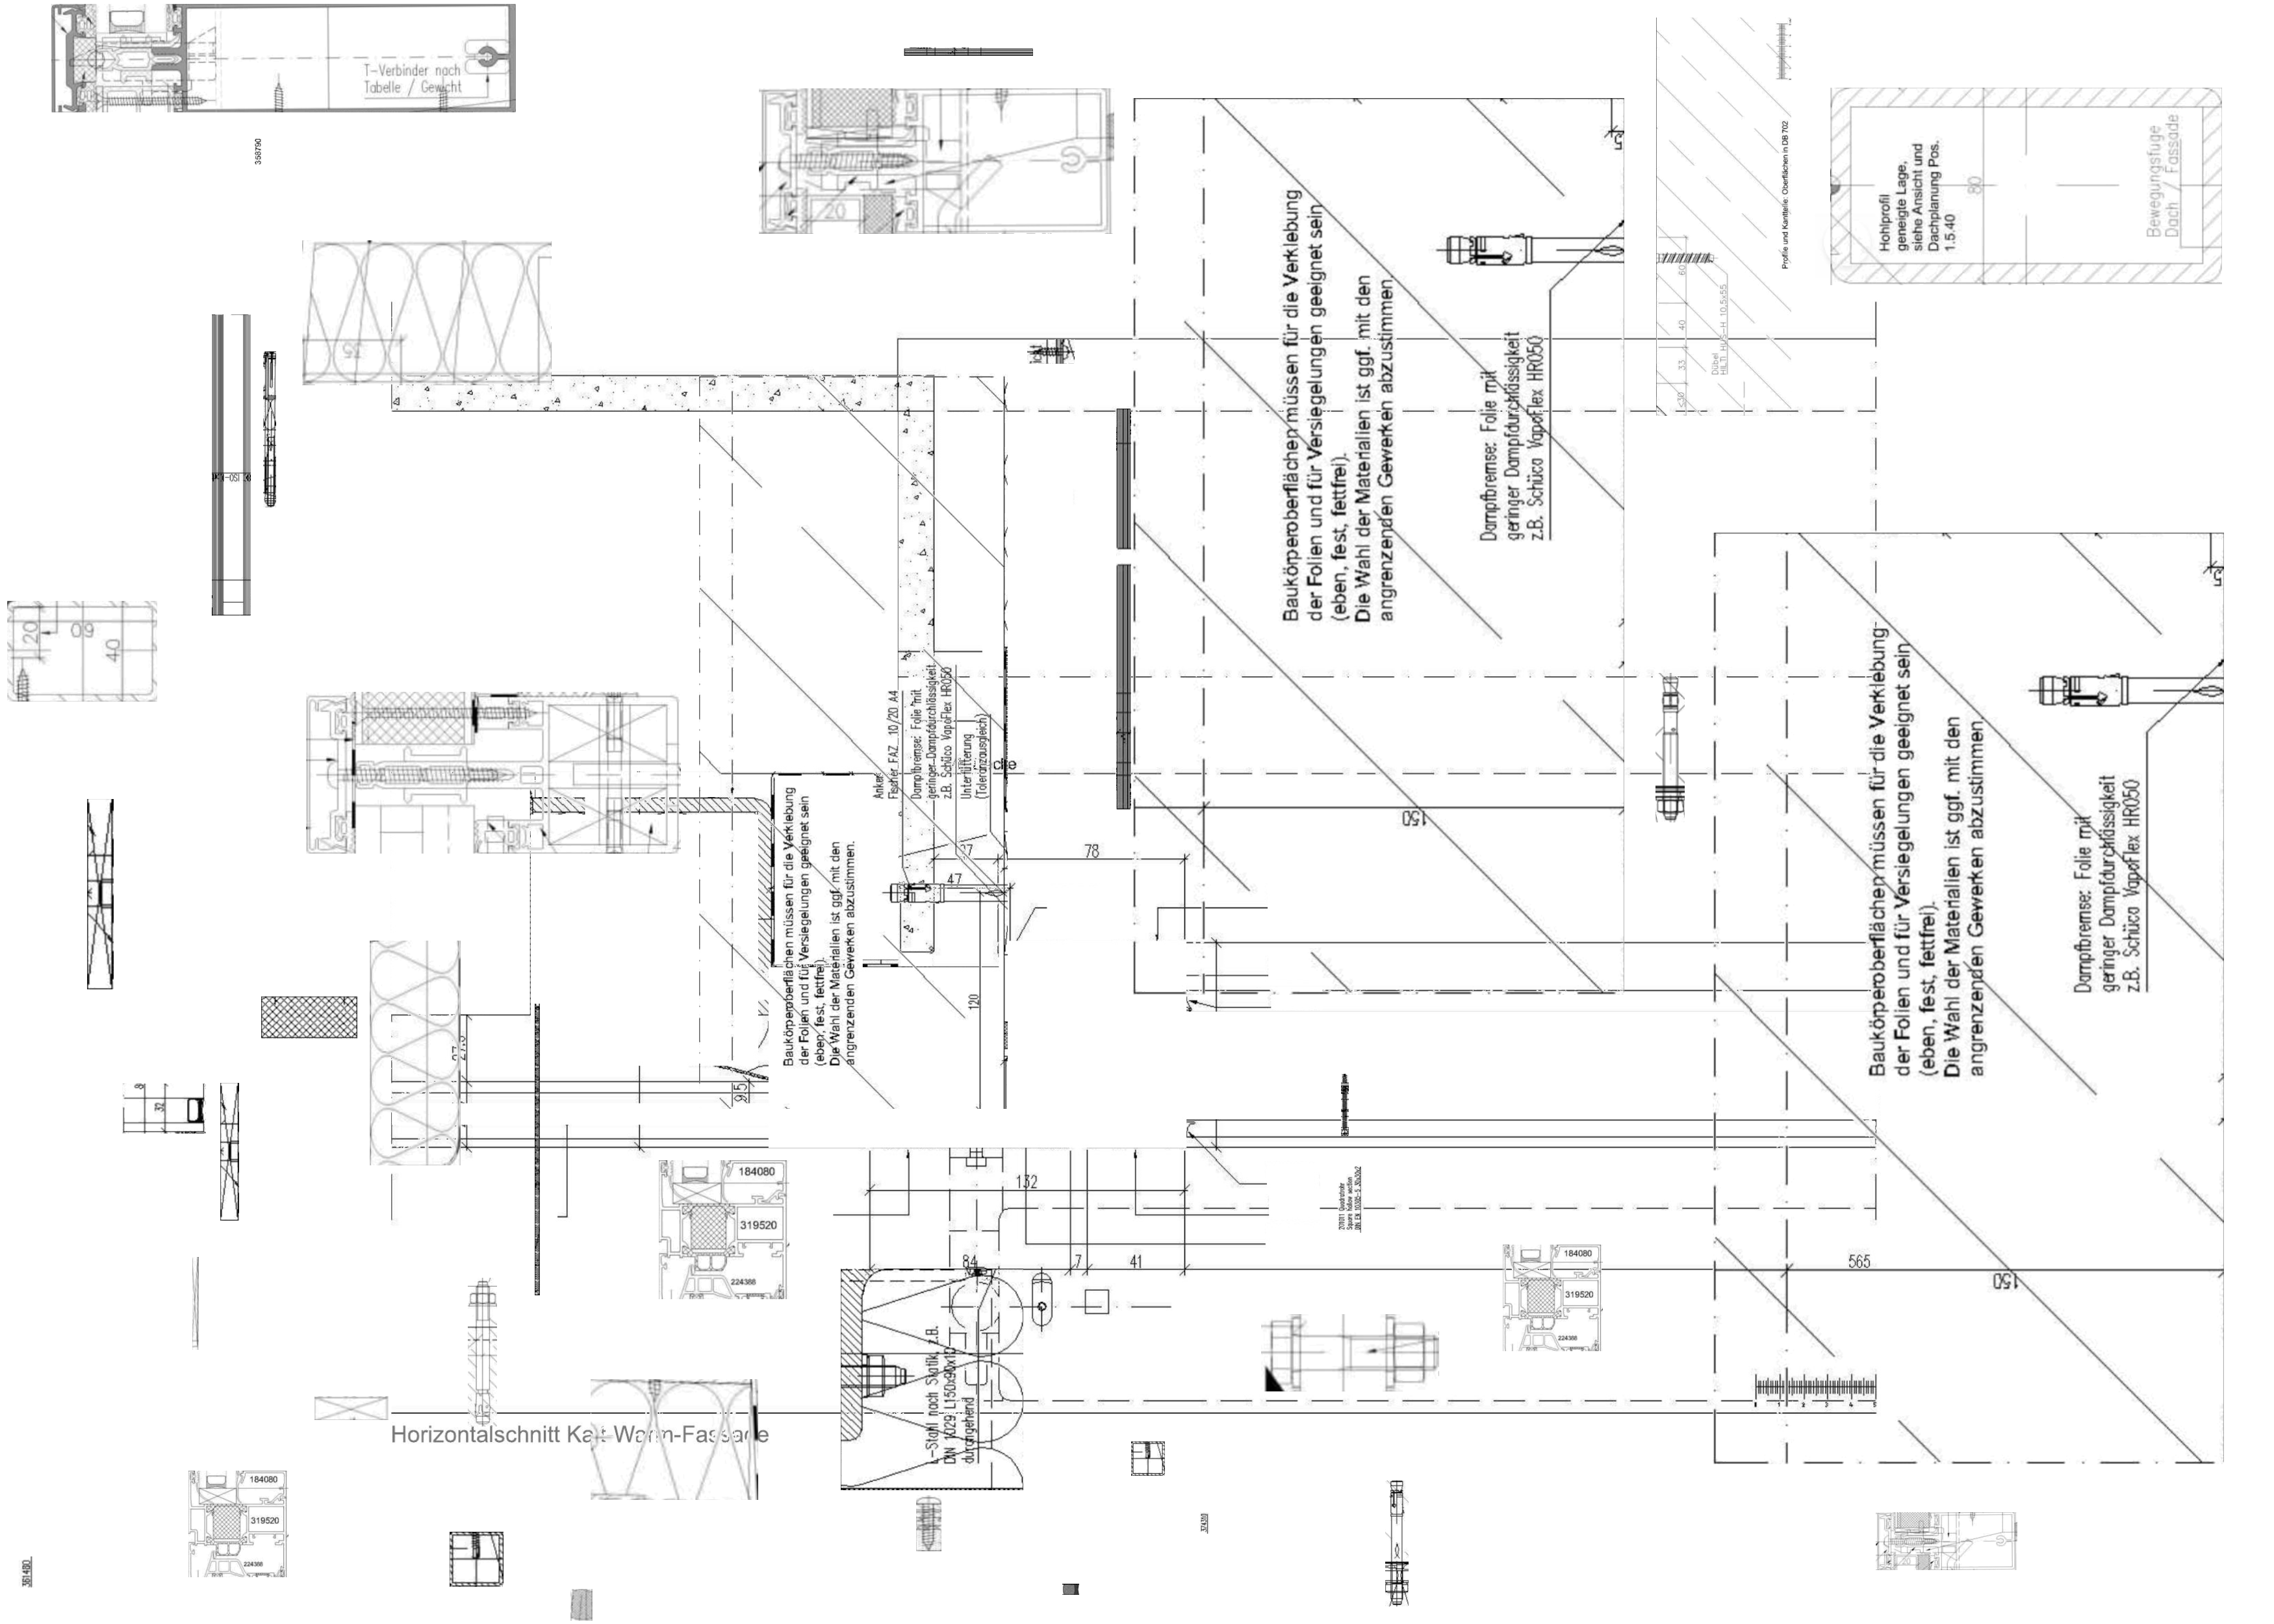 T-Verbinder nach
Tabelle / Gewicht
358790
20
5
Baukörperoberflächen müssen für die Verklebung
der Folien und für Versiegelungen geeignet sein
(eben, fest, fettfrei).
Die Wahl der Materialien ist ggf. mit den
angrenzenden Gewerken abzustimmen.
Dampfbremse: Folie mit
geringer Dampfdurchlässigkeit
z.B. Schüco VapoFlex HR050
150
≤30
33
40
60
Dübel
HILTI HUS-H 10,5x55
Profile und Kantteile: Oberflächen in DB 702
Hohlprofil
geneigte Lage,
siehe Ansicht und
Dachplanung Pos.
1.5.40
80
Bewegungsfuge
Dach / Fassade
20
60
40
Anker
Fischer FAZ 10/20 A4
Dampfbremse: Folie mit
geringer Dampfdurchlässigkeit
z.B. Schüco VapoFlex HR050
Unterfütterung
(Toleranzausgleich)
Baukörperoberflächen müssen für die Verklebung
der Folien und für Versiegelungen geeignet sein
(eben, fest, fettfrei).
Die Wahl der Materialien ist ggf. mit den
angrenzenden Gewerken abzustimmen.
78
47
120
9.5
32
Baukörperoberflächen müssen für die Verklebung
der Folien und für Versiegelungen geeignet sein
(eben, fest, fettfrei).
Die Wahl der Materialien ist ggf. mit den
angrenzenden Gewerken abzustimmen.
Dampfbremse: Folie mit
geringer Dampfdurchlässigkeit
z.B. Schüco VapoFlex HR050
5
150
565
184080
319520
224388
132
84
7
41
L-Stahl nach Statik, z.B.
DIN 1029 L150x90x10
durchgehend
184080
319520
224388
Horizontalschnitt Kalt-Warm-Fassade
184080
319520
224388
361480